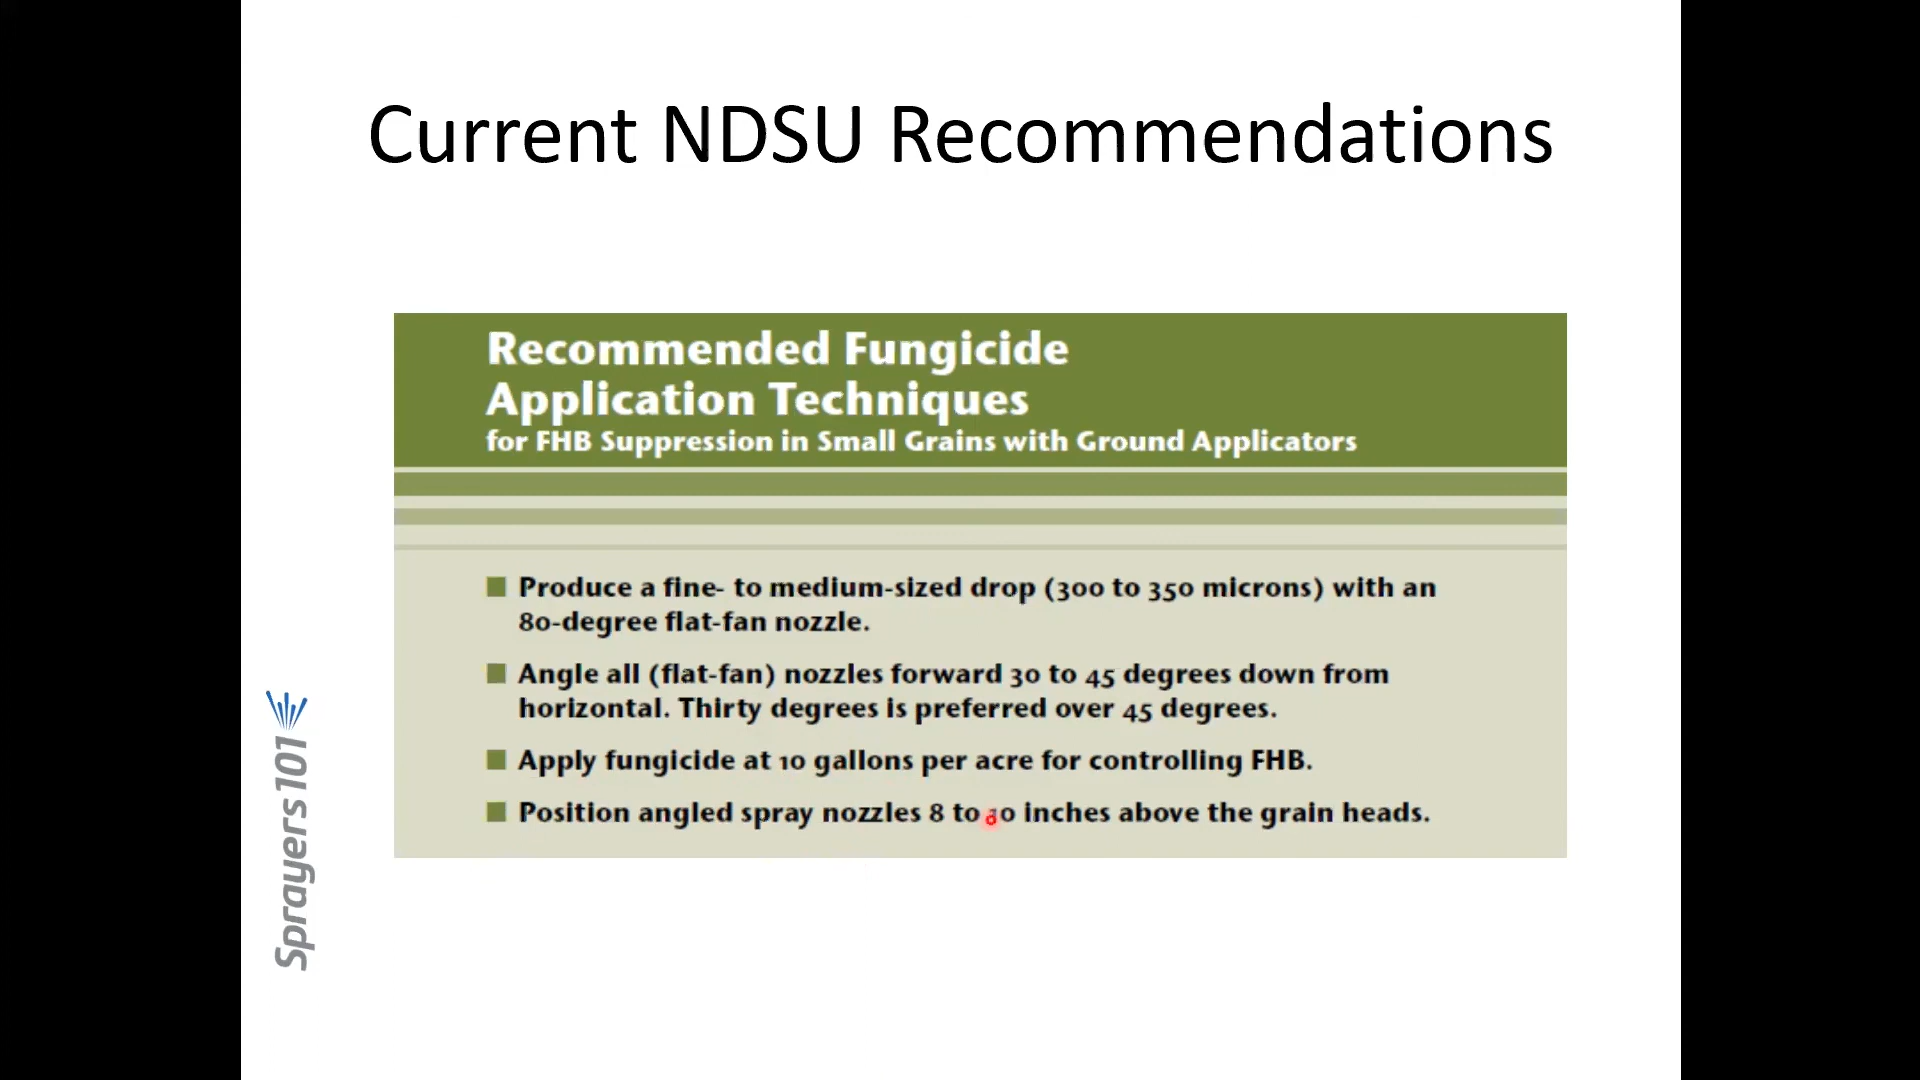 Current NDSU Recommendations
Recommended Fungicide
Application Techniques
for FHB Suppression in Small Grains with Ground Applicators
Produce a fine- to medium-sized drop (300 to 350 microns) with an
80-degree flat-fan nozzle.
Angle all (flat-fan) nozzles forward 30 to 45 degrees down from
horizontal. Thirty degrees is preferred over 45 degrees.
Apply fungicide at 10 gallons per acre for controlling FHB.
Position angled spray nozzles 8 to 10 inches above the grain heads.
Sprayers101